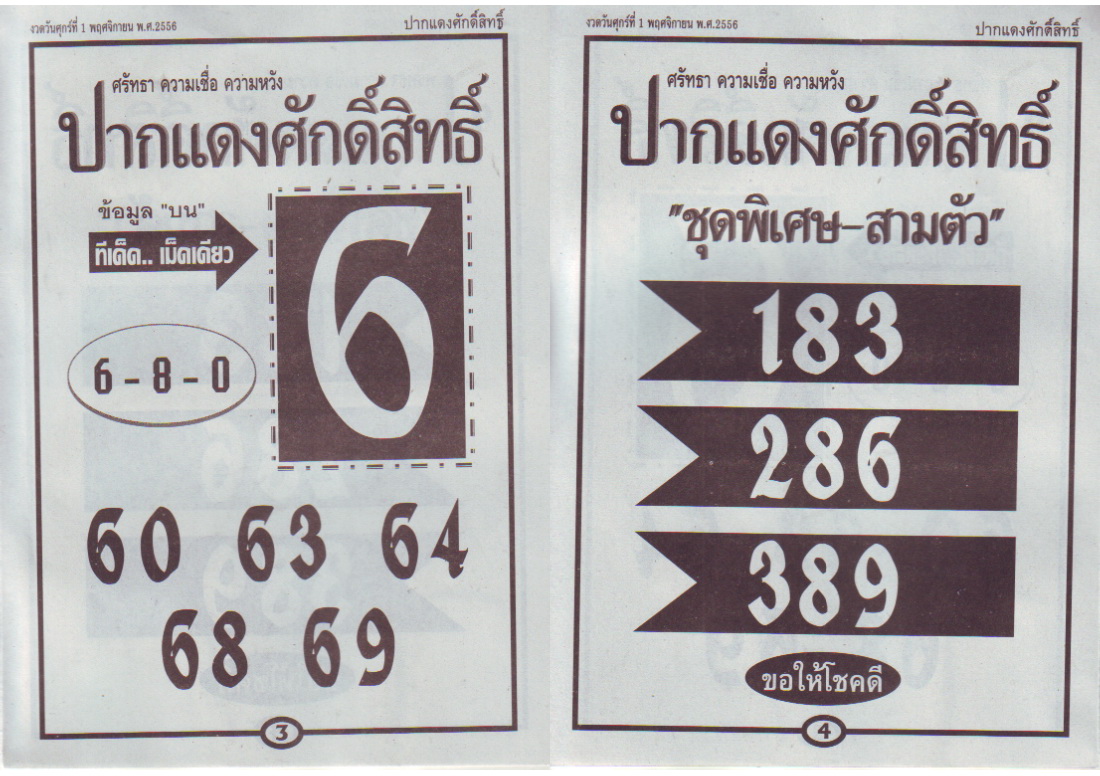 งวดวันศุกร์ที่ 1 พฤศจิกายน พ.ศ.2556
ปากแดงศักดิ์สิทธิ์
ศรัทธา ความเชื่อ ความหวัง
ปากแดงศักดิ์สิทธิ์
ข้อมูล "บน"
ทีเด็ด.. เม็ดเดียว
6
6 - 8 - 0
60 63 64
68 69
3
งวดวันศุกร์ที่ 1 พฤศจิกายน พ.ศ.2556
ปากแดงศักดิ์สิทธิ์
ศรัทธา ความเชื่อ ความหวัง
ปากแดงศักดิ์สิทธิ์
"ชุดพิเศษ-สามตัว"
183
286
389
ขอให้โชคดี
4